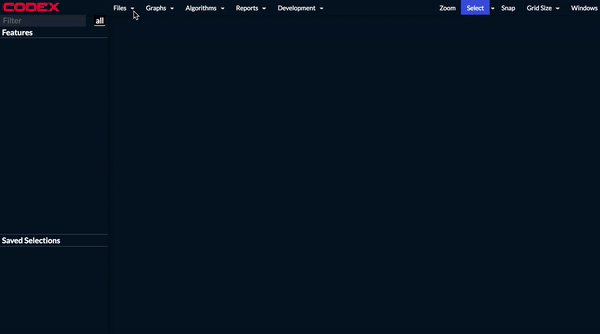 CODEX Files Graphs Algorithms Reports Development Zoom Select Snap Grid Size Windows
Filter all
Features
Saved Selections